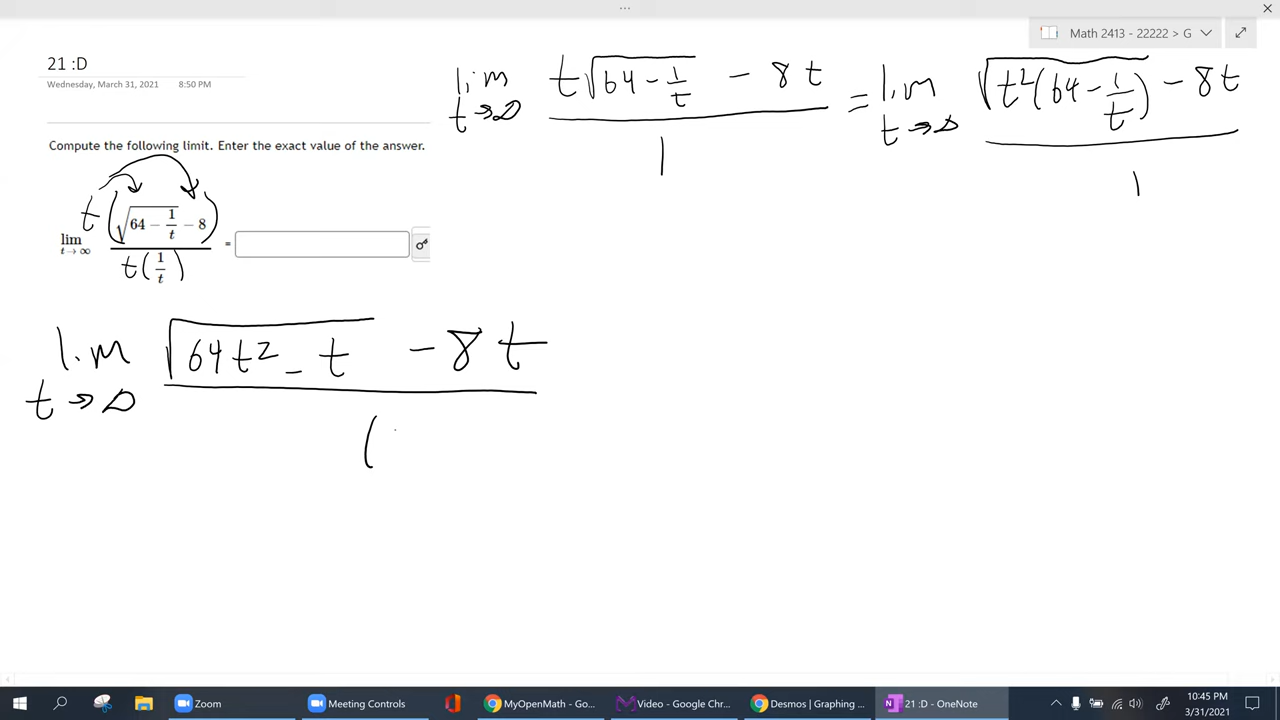 Math 2413 - 22222 > G
21 :D
Wednesday, March 31, 2021 8:50 PM
Compute the following limit. Enter the exact value of the answer.
lim t→∞ t(√(64 − 1/t) − 8) / t(1/t) =
lim t→∞ (t√(64 − 1/t) − 8t) / 1 = lim t→∞ (√(t²(64 − 1/t)) − 8t) / 1
lim t→∞ (√(64t² − t) − 8t) / (
Zoom
Meeting Controls
MyOpenMath - Go...
Video - Google Chr...
Desmos | Graphing ...
21 :D - OneNote
10:45 PM
3/31/2021